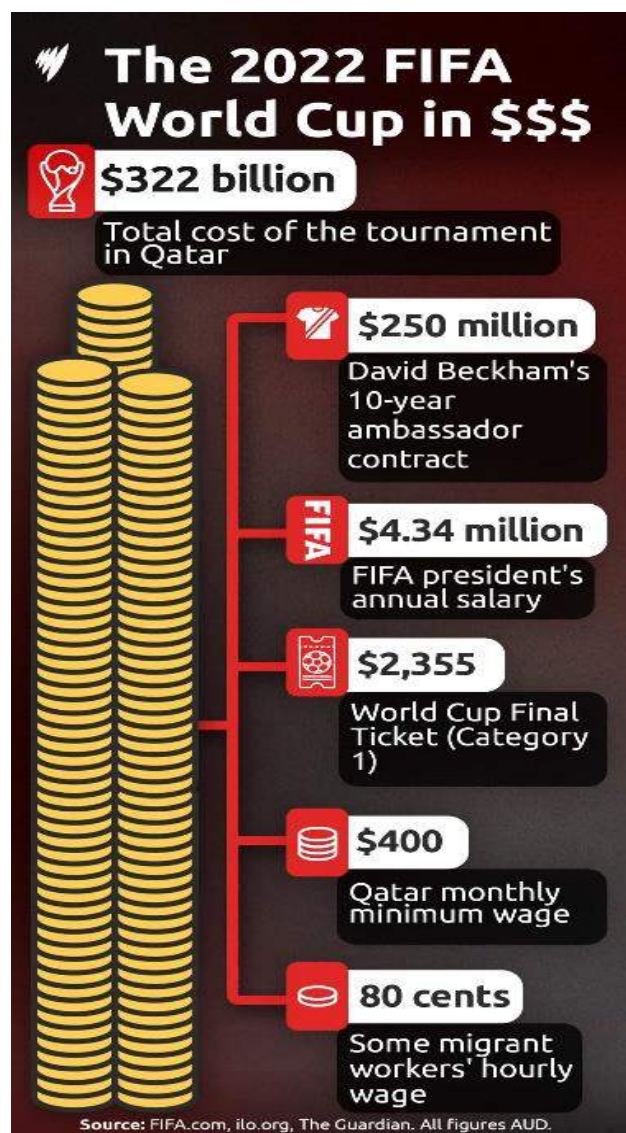 The 2022 FIFA
World Cup in $$$
$322 billion
Total cost of the tournament
in Qatar
$250 million
David Beckham's
10-year
ambassador
contract
FIFA
$4.34 million
FIFA president's
annual salary
$2,355
World Cup Final
Ticket (Category
1)
$400
Qatar monthly
minimum wage
80 cents
Some migrant
workers' hourly
wage
Source: FIFA.com, ilo.org, The Guardian. All figures AUD.